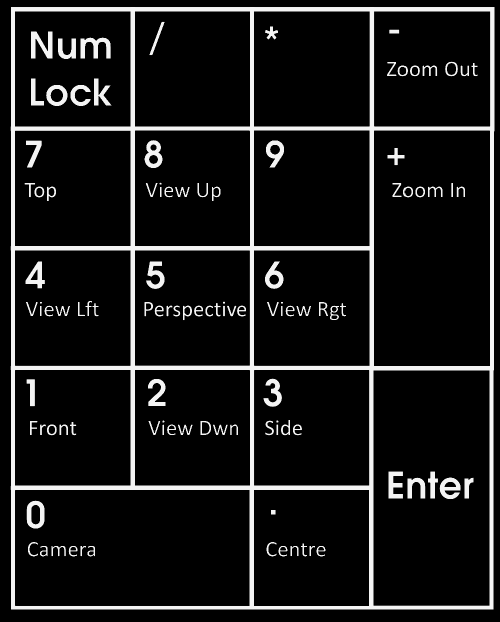 Num
Lock
/
*
-
Zoom Out
7
Top
8
View Up
9
+
Zoom In
4
View Lft
5
Perspective
6
View Rgt
1
Front
2
View Dwn
3
Side
Enter
0
Camera
.
Centre